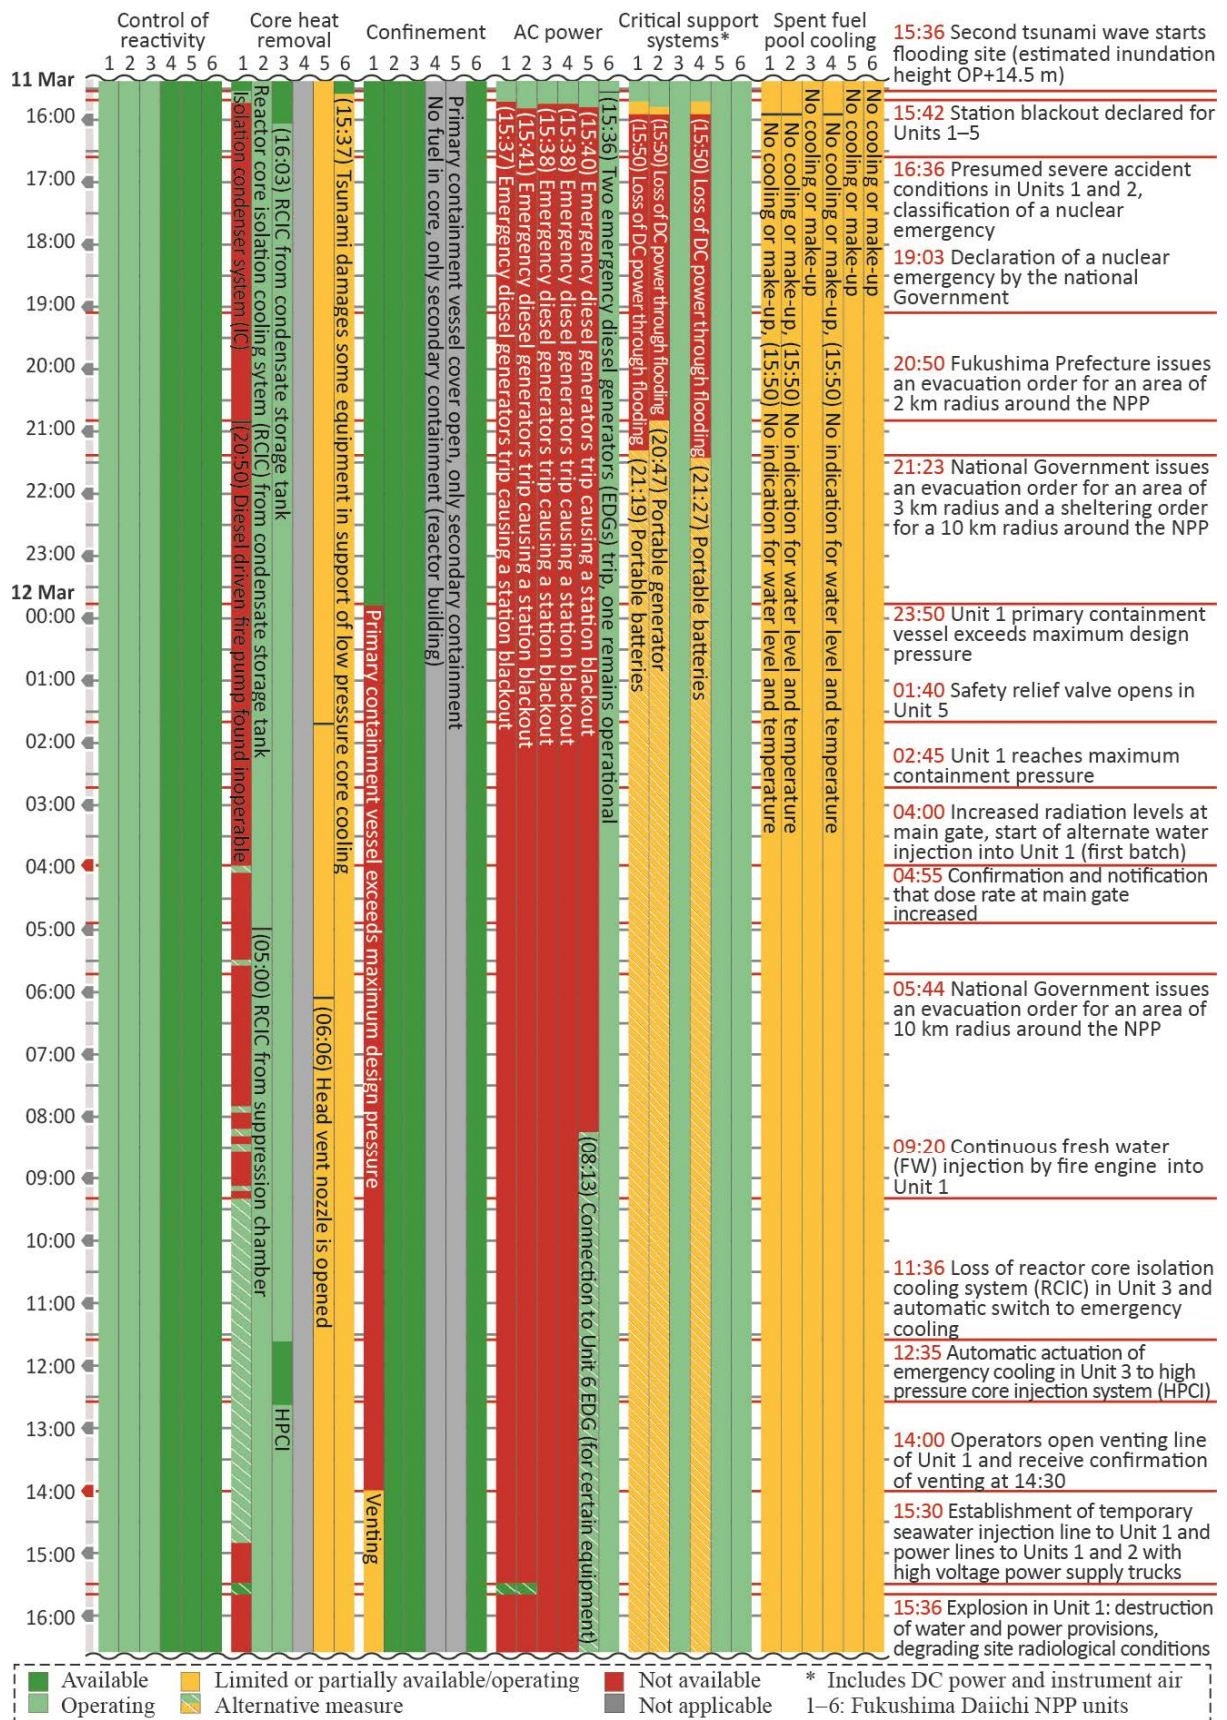 Control of
reactivity
Core heat
removal
Confinement
AC power
Critical support
systems*
Spent fuel
pool cooling
1 2 3 4 5 6
1 2 3 4 5 6
1 2 3 4 5 6
1 2 3 4 5 6
1 2 3 4 5 6
1 2 3 4 5 6
11 Mar
16:00
17:00
18:00
19:00
20:00
21:00
22:00
23:00
12 Mar
00:00
01:00
02:00
03:00
04:00
05:00
06:00
07:00
08:00
09:00
10:00
11:00
12:00
13:00
14:00
15:00
16:00
Isolation condenser system (IC)
(20:50) Diesel driven fire pump found inoperable
Reactor core isolation cooling sytem (RCIC) from condensate storage tank
(05:00) RCIC from suppression chamber
(16:03) RCIC from condensate storage tank
HPCI
(06:06) Head vent nozzle is opened
(15:37) Tsunami damages some equipment in support of low pressure core cooling
Primary containment vessel exceeds maximum design pressure
Venting
No fuel in core, only secondary containment (reactor building)
Primary containment vessel cover open, only secondary containment
(15:37) Emergency diesel generators trip causing a station blackout
(15:41) Emergency diesel generators trip causing a station blackout
(15:38) Emergency diesel generators trip causing a station blackout
(15:38) Emergency diesel generators trip causing a station blackout
(15:40) Emergency diesel generators trip causing a station blackout
(08:13) Connection to Unit 6 EDG (for certain equipment)
(15:36) Two emergency diesel generators (EDGs) trip, one remains operational
(15:50) Loss of DC power through flooding
(21:19) Portable batteries
(15:50) Loss of DC power through flooding
(20:47) Portable generator
(15:50) Loss of DC power through flooding
(21:27) Portable batteries
No cooling or make-up, (15:50) No indication for water level and temperature
No cooling or make-up, (15:50) No indication for water level and temperature
No cooling or make-up
No cooling or make-up, (15:50) No indication for water level and temperature
No cooling or make-up
No cooling or make-up
15:36 Second tsunami wave starts
flooding site (estimated inundation
height OP+14.5 m)
15:42 Station blackout declared for
Units 1–5
16:36 Presumed severe accident
conditions in Units 1 and 2,
classification of a nuclear
emergency
19:03 Declaration of a nuclear
emergency by the national
Government
20:50 Fukushima Prefecture issues
an evacuation order for an area of
2 km radius around the NPP
21:23 National Government issues
an evacuation order for an area of
3 km radius and a sheltering order
for a 10 km radius around the NPP
23:50 Unit 1 primary containment
vessel exceeds maximum design
pressure
01:40 Safety relief valve opens in
Unit 5
02:45 Unit 1 reaches maximum
containment pressure
04:00 Increased radiation levels at
main gate, start of alternate water
injection into Unit 1 (first batch)
04:55 Confirmation and notification
that dose rate at main gate
increased
05:44 National Government issues
an evacuation order for an area of
10 km radius around the NPP
09:20 Continuous fresh water
(FW) injection by fire engine into
Unit 1
11:36 Loss of reactor core isolation
cooling system (RCIC) in Unit 3 and
automatic switch to emergency
cooling
12:35 Automatic actuation of
emergency cooling in Unit 3 to high
pressure core injection system (HPCI)
14:00 Operators open venting line
of Unit 1 and receive confirmation
of venting at 14:30
15:30 Establishment of temporary
seawater injection line to Unit 1 and
power lines to Units 1 and 2 with
high voltage power supply trucks
15:36 Explosion in Unit 1: destruction
of water and power provisions,
degrading site radiological conditions
Available
Limited or partially available/operating
Not available
* Includes DC power and instrument air
Operating
Alternative measure
Not applicable
1–6: Fukushima Daiichi NPP units